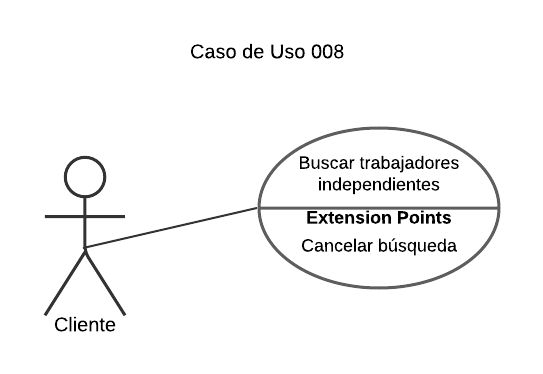 Caso de Uso 008
Buscar trabajadores
independientes
Extension Points
Cancelar búsqueda
Cliente